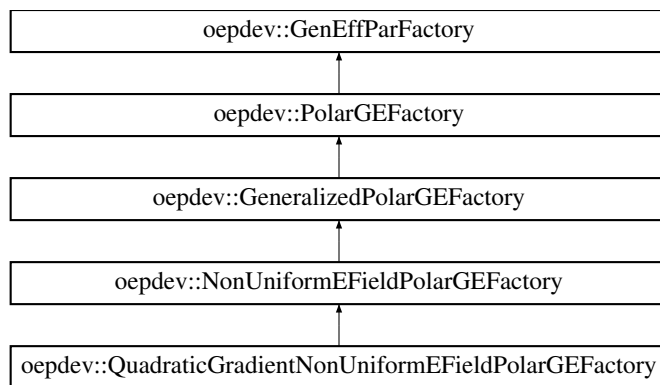 oepdev::GenEffParFactory
oepdev::PolarGEFactory
oepdev::GeneralizedPolarGEFactory
oepdev::NonUniformEFieldPolarGEFactory
oepdev::QuadraticGradientNonUniformEFieldPolarGEFactory